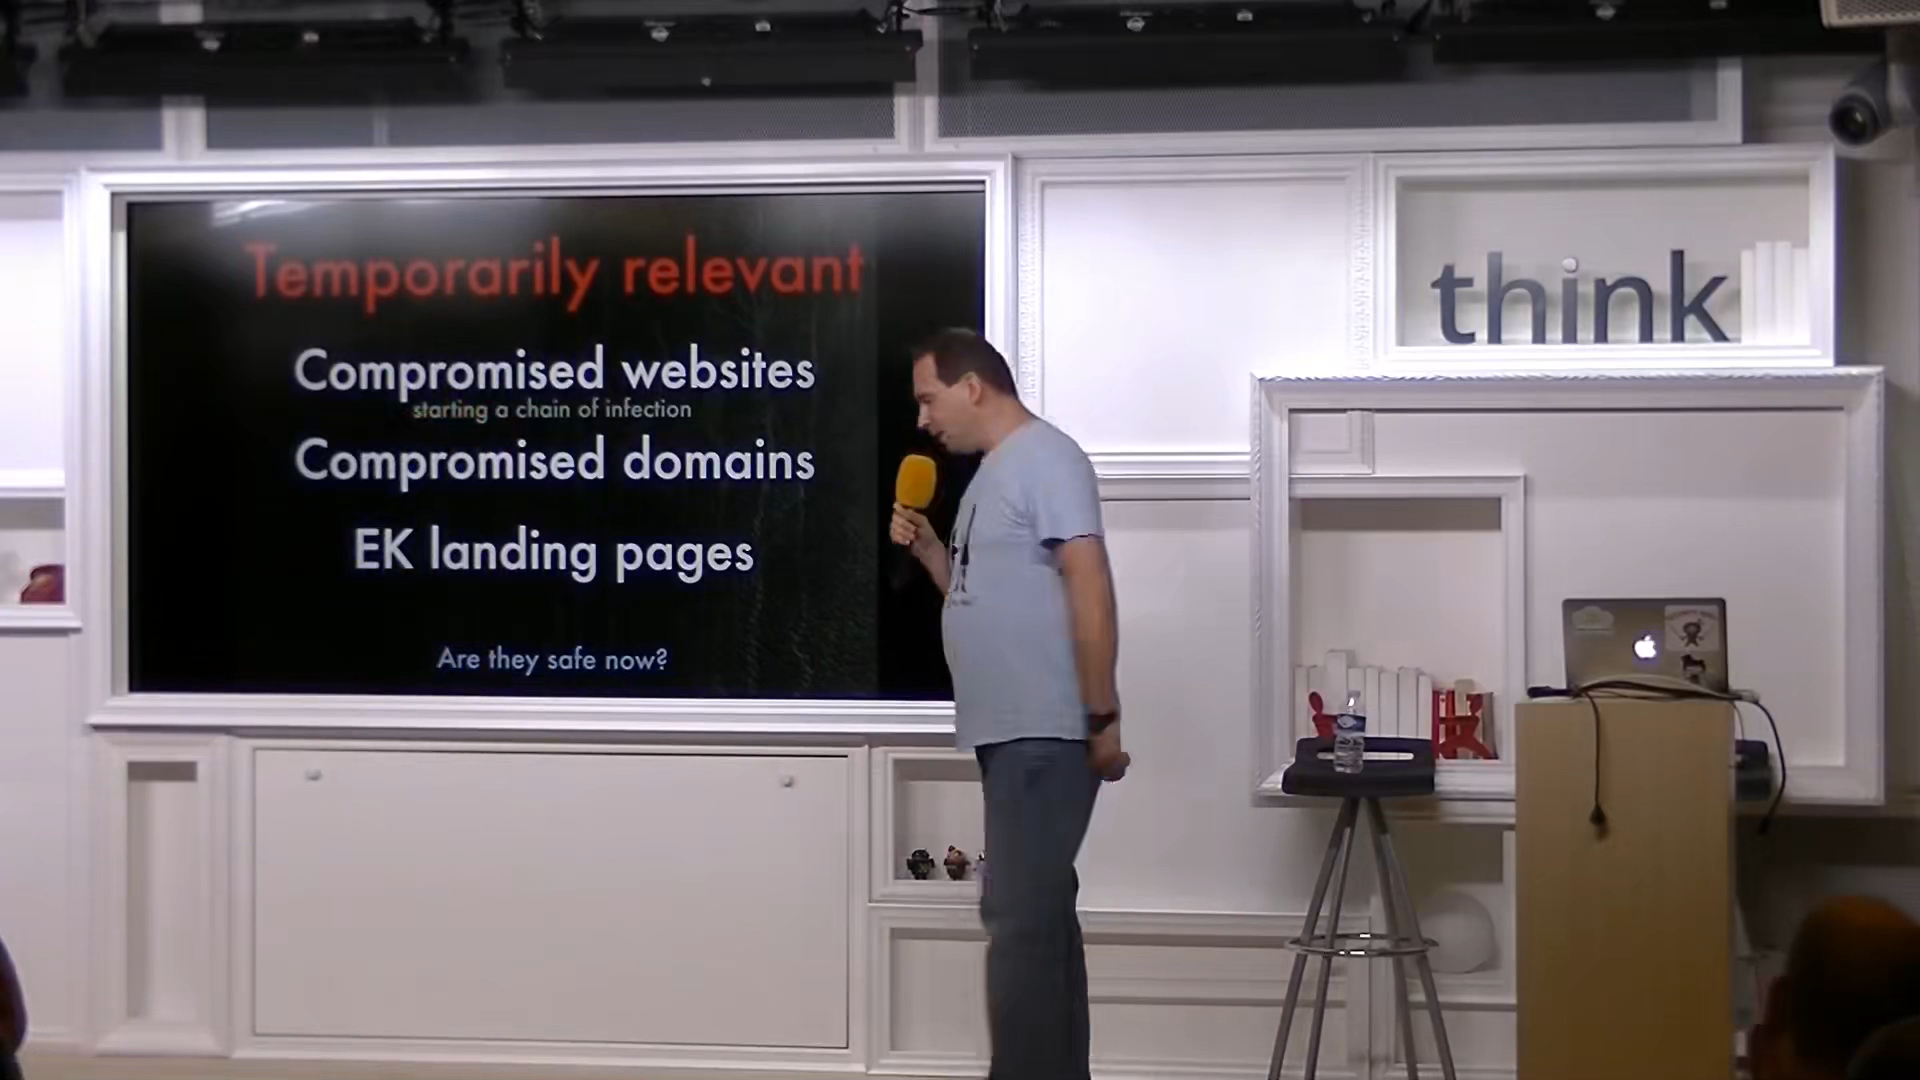 Temporarily relevant
Compromised websites
starting a chain of infection
Compromised domains
EK landing pages
Are they safe now?
think